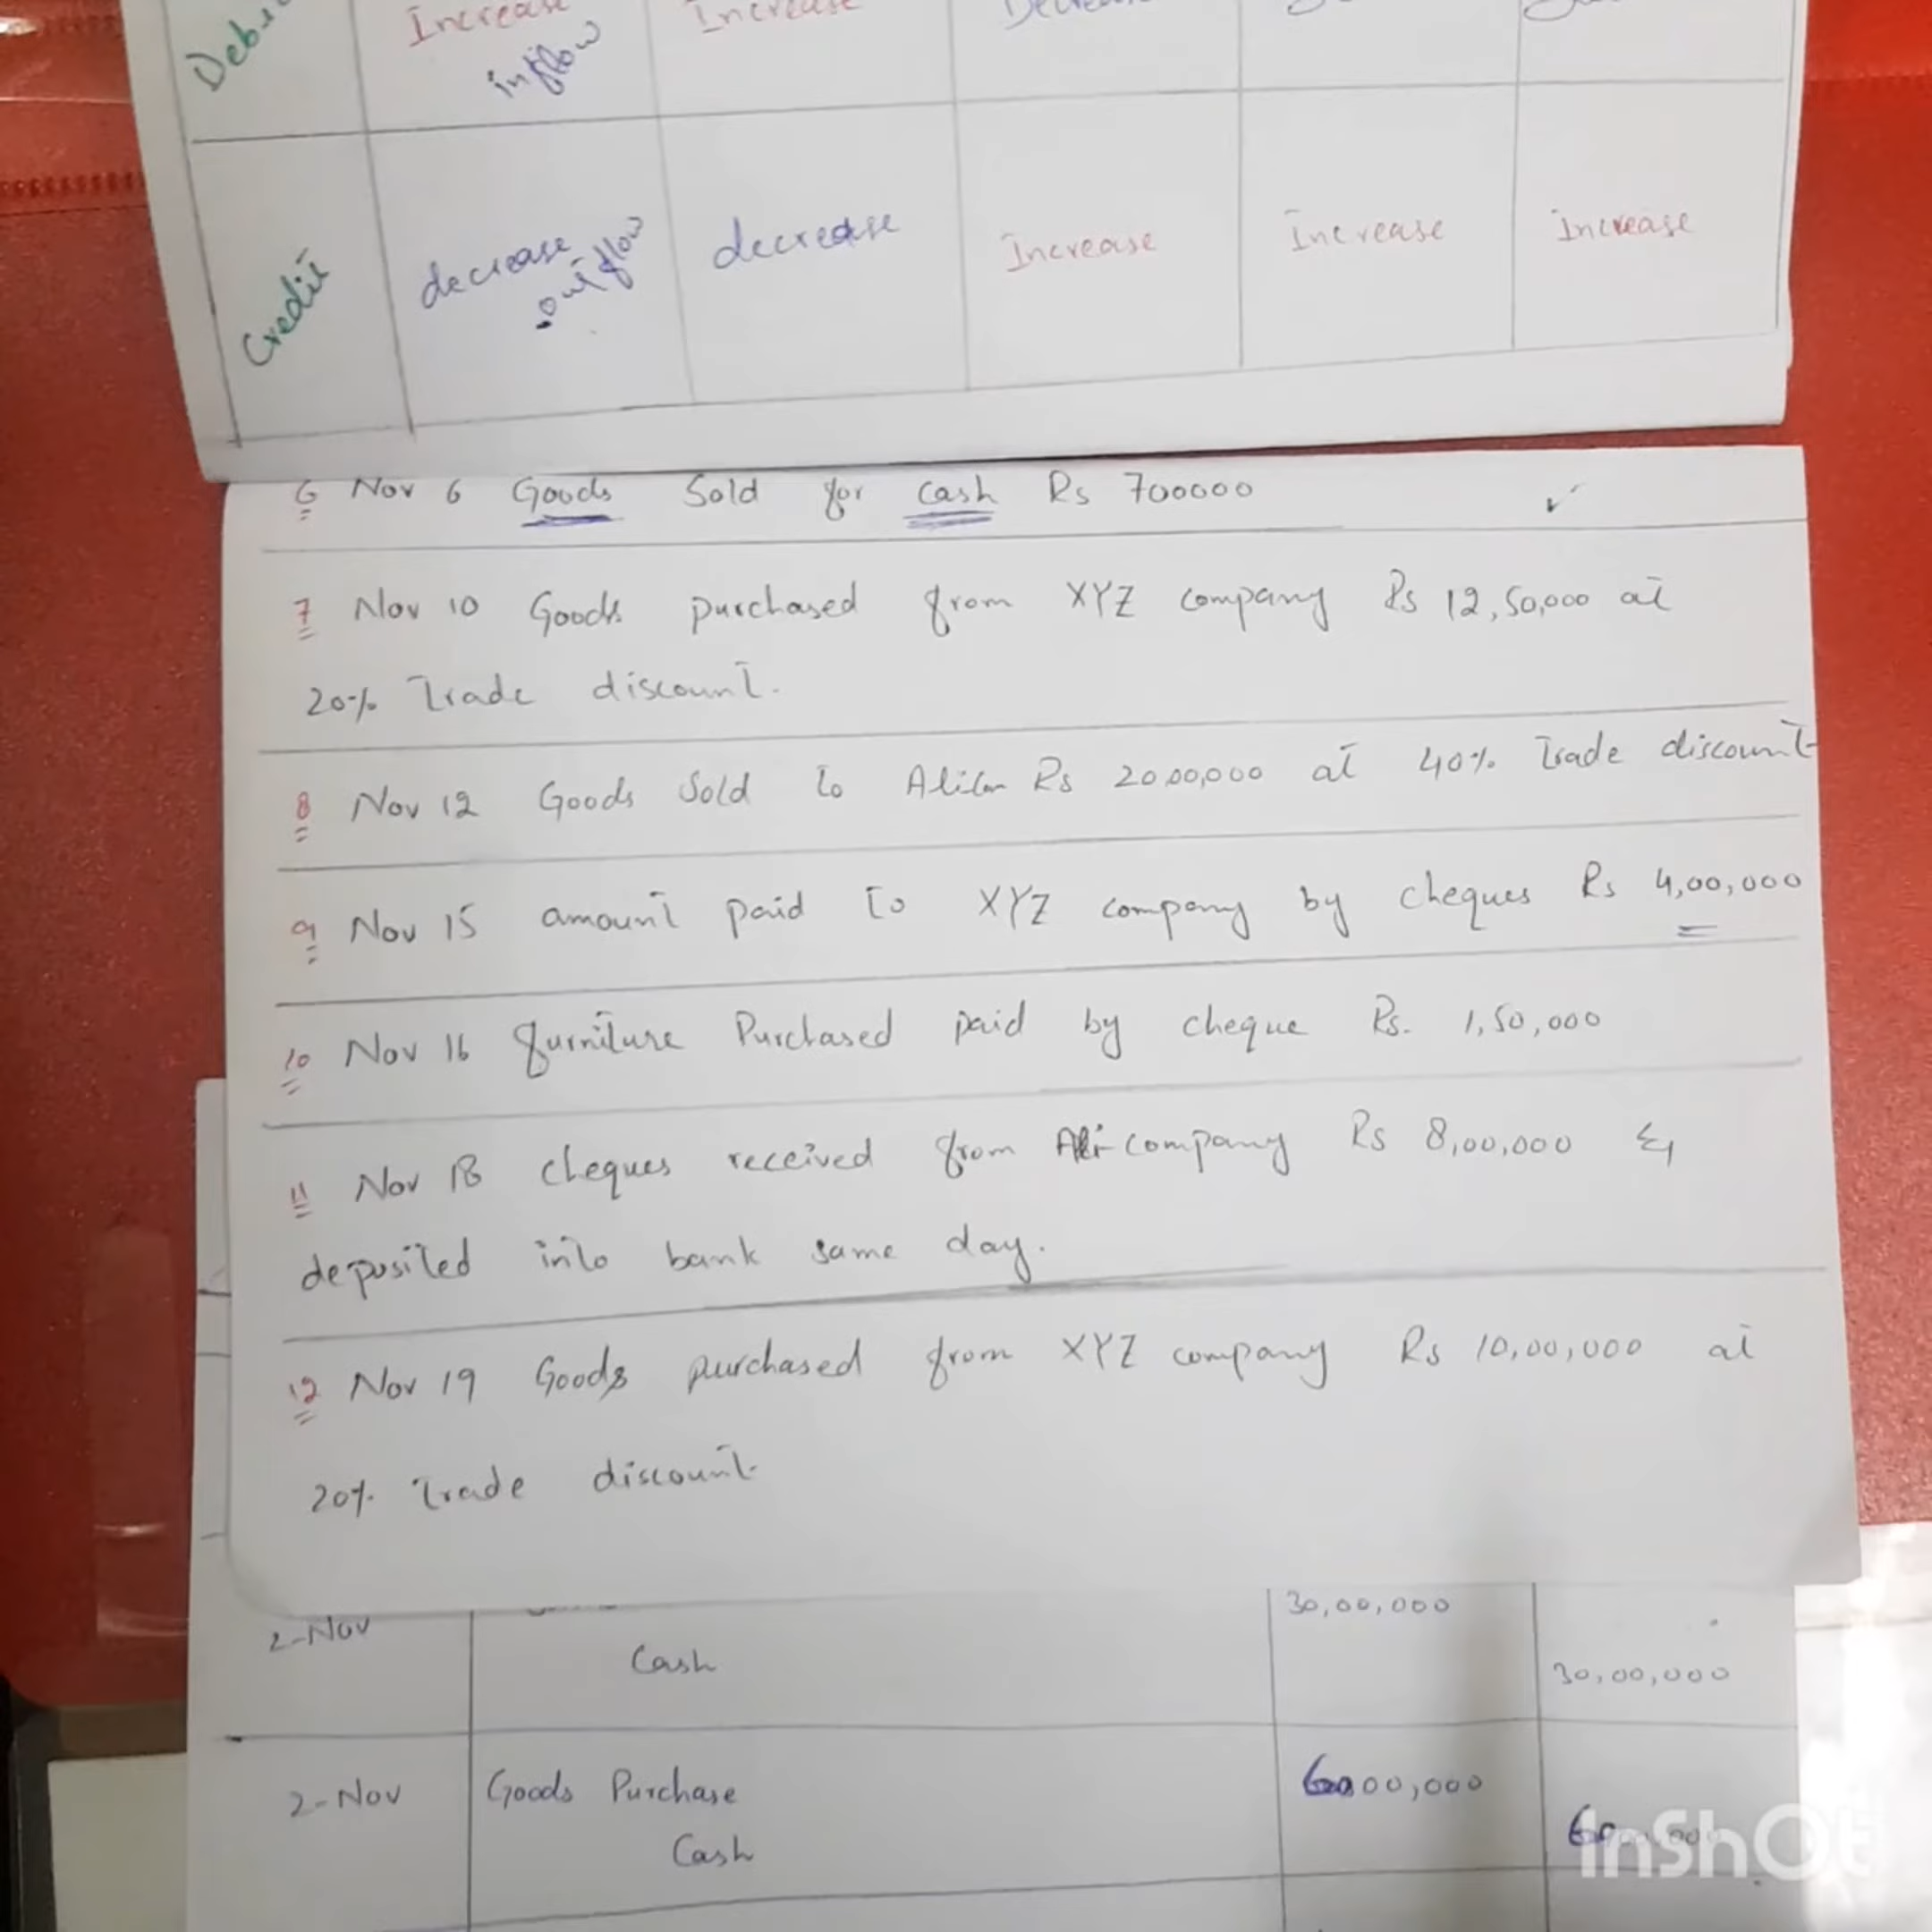 Increase Increase
inflow
Credit decrease decrease Increase Increase Increase
outflow
6 Nov 6 Goods Sold for cash Rs 700000
7 Nov 10 Goods purchased from XYZ company Rs 12,50,000 at
20% Trade discount.
8 Nov 12 Goods Sold to Rs 2000,000 at 40% Trade discount
9 Nov 15 amount paid to XYZ company by cheques Rs 4,00,000
10 Nov 16 furniture Purchased paid by cheque Rs. 1,50,000
11 Nov 18 cheques received from Ali company Rs 8,00,000 &
deposited into bank same day.
12 Nov 19 Goods purchased from XYZ company Rs 10,00,000 at
20% Trade discount
2-Nov 30,00,000
Cash 30,00,000
2-Nov Goods Purchase 00,000
Cash
InShOt